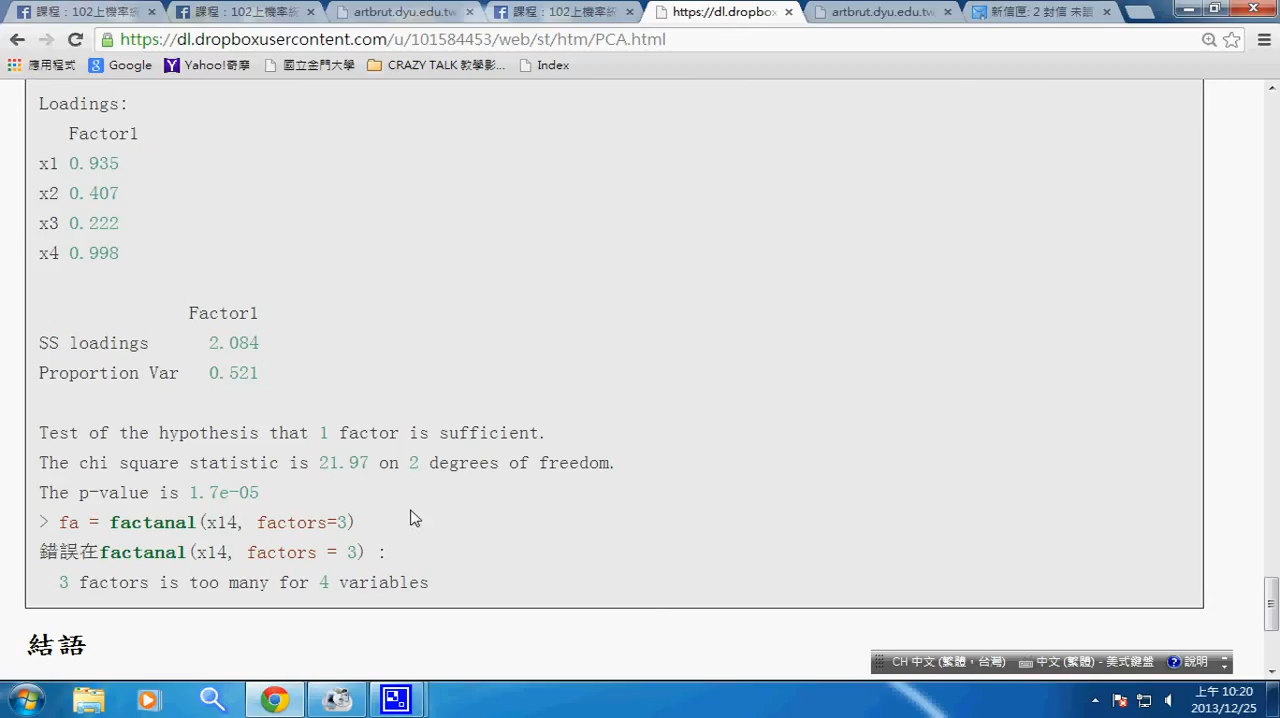 課程：102上機率統
課程：102上機率統
artbrut.dyu.edu.tw
課程：102上機率統
https://dl.dropbox
artbrut.dyu.edu.tw
新信匣: 2 封信 未讀
https://dl.dropboxusercontent.com/u/101584453/web/st/htm/PCA.html
應用程式
Google
Yahoo!奇摩
國立金門大學
CRAZY TALK 教學影...
Index
Loadings:
Factor1
x1 0.935
x2 0.407
x3 0.222
x4 0.998
Factor1
SS loadings 2.084
Proportion Var 0.521
Test of the hypothesis that 1 factor is sufficient.
The chi square statistic is 21.97 on 2 degrees of freedom.
The p-value is 1.7e-05
> fa = factanal(x14, factors=3)
錯誤在factanal(x14, factors = 3) :
3 factors is too many for 4 variables
結語
CH 中文 (繁體，台灣) 中文 (繁體) - 美式鍵盤 說明
上午 10:20
2013/12/25